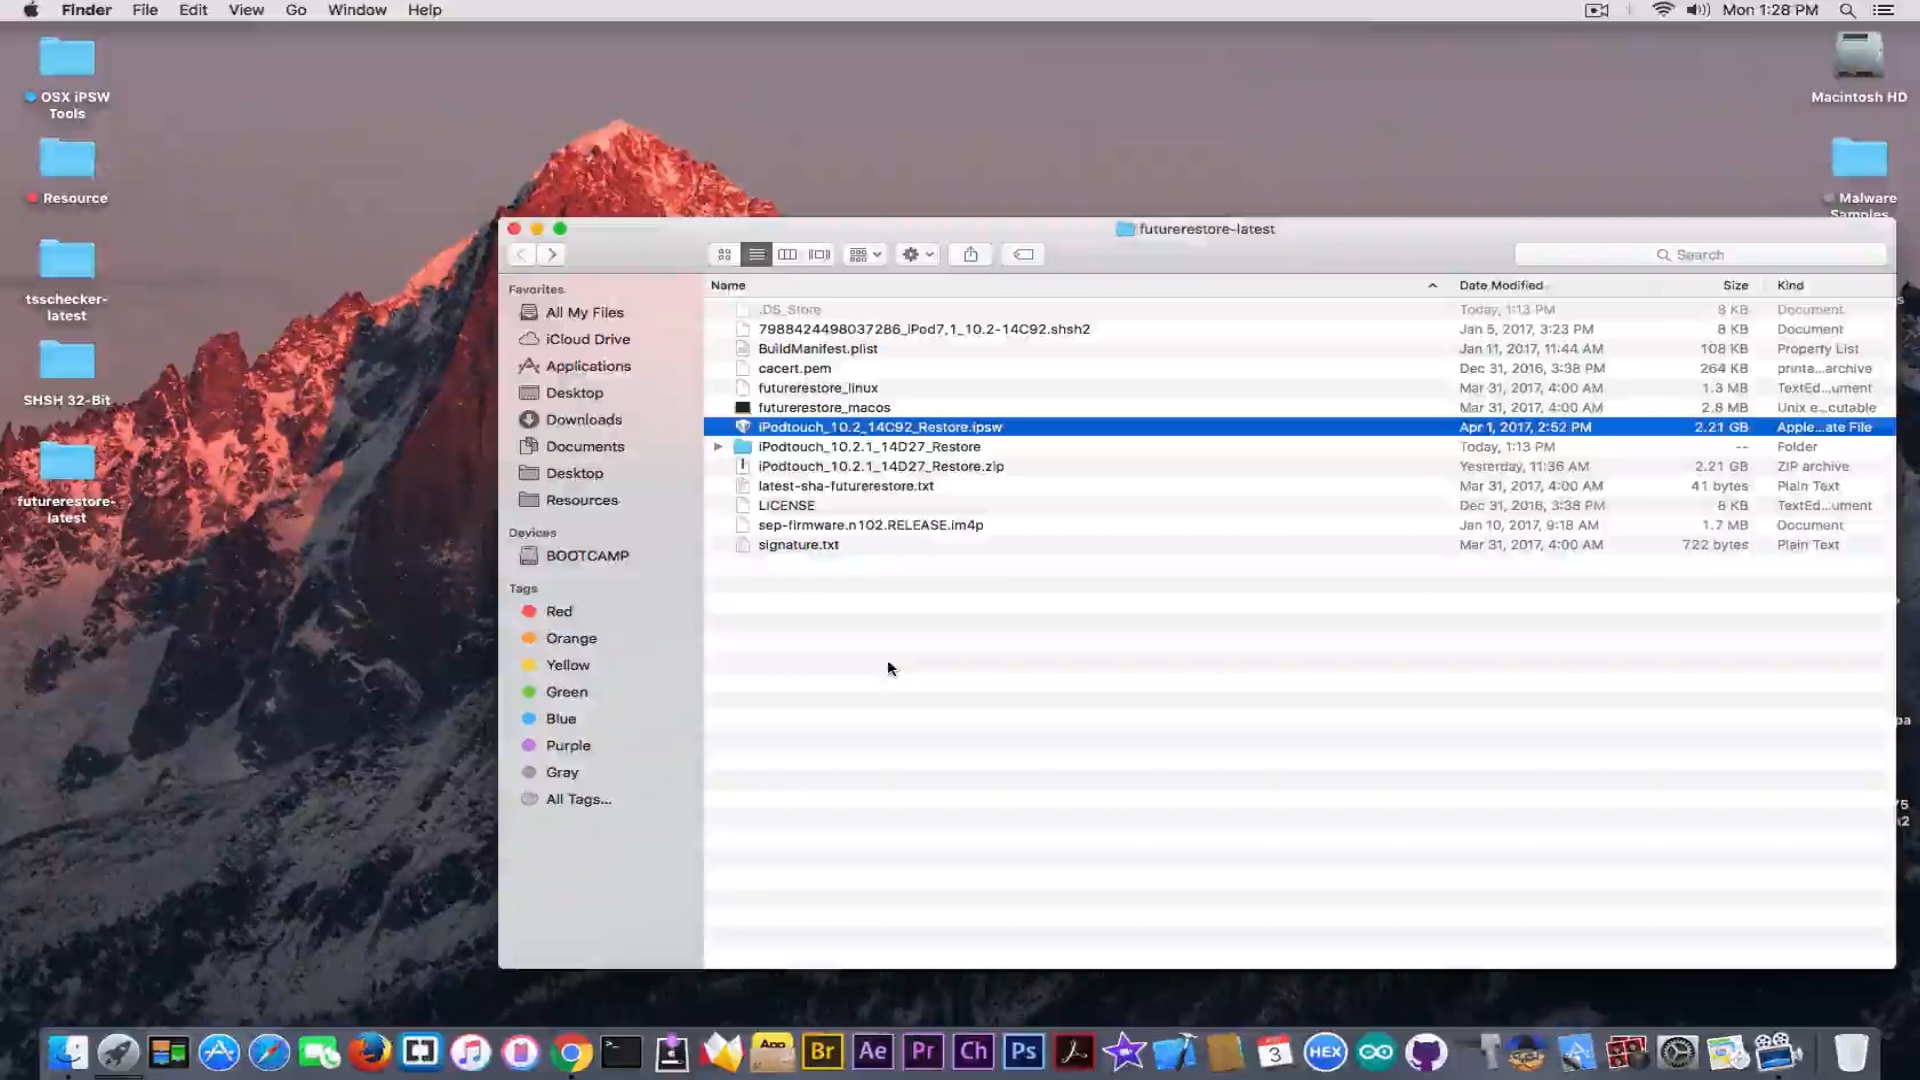 Finder File Edit View Go Window Help Mon 1:28 PM
OSX iPSW
Tools
Resource
tsschecker-
latest
SHSH 32-Bit
futurerestore-
latest
Macintosh HD
Malware
Samples
futurerestore-latest
Search
Favorites
All My Files
iCloud Drive
Applications
Desktop
Downloads
Documents
Desktop
Resources
Devices
BOOTCAMP
Tags
Red
Orange
Yellow
Green
Blue
Purple
Gray
All Tags...
Name Date Modified Size Kind
.DS_Store Today, 1:13 PM 8 KB Document
7988424498037286_iPod7,1_10.2-14C92.shsh2 Jan 5, 2017, 3:23 PM 8 KB Document
BuildManifest.plist Jan 11, 2017, 11:44 AM 108 KB Property List
cacert.pem Dec 31, 2016, 3:38 PM 264 KB printa...archive
futurerestore_linux Mar 31, 2017, 4:00 AM 1.3 MB TextEd...ument
futurerestore_macos Mar 31, 2017, 4:00 AM 2.8 MB Unix e...cutable
iPodtouch_10.2_14C92_Restore.ipsw Apr 1, 2017, 2:52 PM 2.21 GB Apple...ate File
iPodtouch_10.2.1_14D27_Restore Today, 1:13 PM -- Folder
iPodtouch_10.2.1_14D27_Restore.zip Yesterday, 11:36 AM 2.21 GB ZIP archive
latest-sha-futurerestore.txt Mar 31, 2017, 4:00 AM 41 bytes Plain Text
LICENSE Dec 31, 2016, 3:38 PM 8 KB TextEd...ument
sep-firmware.n102.RELEASE.im4p Jan 10, 2017, 9:18 AM 1.7 MB Document
signature.txt Mar 31, 2017, 4:00 AM 722 bytes Plain Text
App Br Ae Pr Ch Ps 3 HEX